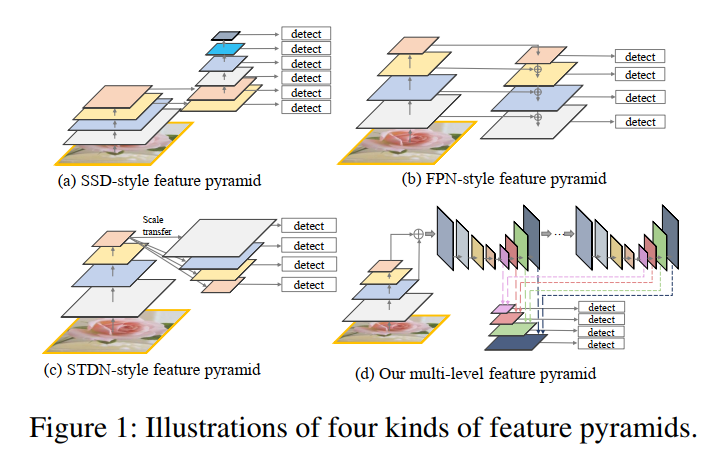 detect
detect
detect
detect
detect
detect
(a) SSD-style feature pyramid
detect
detect
detect
detect
(b) FPN-style feature pyramid
Scale
transfer
detect
detect
detect
detect
(c) STDN-style feature pyramid
...
detect
detect
detect
detect
(d) Our multi-level feature pyramid
Figure 1: Illustrations of four kinds of feature pyramids.